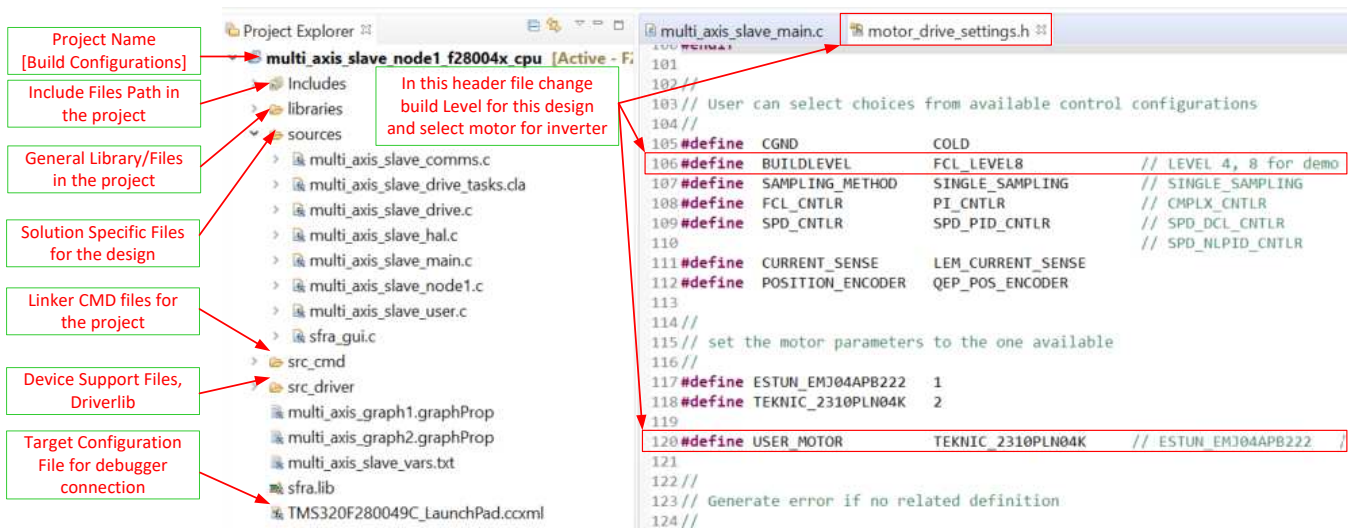 Project Name
[Build Configurations]
Include Files Path in
the project
General Library/Files
in the project
Solution Specific Files
for the design
Linker CMD files for
the project
Device Support Files,
Driverlib
Target Configuration
File for debugger
connection
Project Explorer
multi_axis_slave_node1_f28004x_cpu [Active - F
Includes
libraries
sources
multi_axis_slave_comms.c
multi_axis_slave_drive_tasks.cla
multi_axis_slave_drive.c
multi_axis_slave_hal.c
multi_axis_slave_main.c
multi_axis_slave_node1.c
multi_axis_slave_user.c
sfra_gui.c
src_cmd
src_driver
multi_axis_graph1.graphProp
multi_axis_graph2.graphProp
multi_axis_slave_vars.txt
sfra.lib
TMS320F280049C_LaunchPad.ccxml
In this header file change
build Level for this design
and select motor for inverter
multi_axis_slave_main.c motor_drive_settings.h
100 #endif
101
102 //
103 // User can select choices from available control configurations
104 //
105 #define CGND COLD
106 #define BUILDLEVEL FCL_LEVEL8 // LEVEL 4, 8 for demo
107 #define SAMPLING_METHOD SINGLE_SAMPLING // SINGLE_SAMPLING
108 #define FCL_CNTLR PI_CNTLR // CMPLX_CNTLR
109 #define SPD_CNTLR SPD_PID_CNTLR // SPD_DCL_CNTLR
110 // SPD_NLPID_CNTLR
111 #define CURRENT_SENSE LEM_CURRENT_SENSE
112 #define POSITION_ENCODER QEP_POS_ENCODER
113
114 //
115 // set the motor parameters to the one available
116 //
117 #define ESTUN_EMJ04APB222 1
118 #define TEKNIC_2310PLN04K 2
119
120 #define USER_MOTOR TEKNIC_2310PLN04K // ESTUN_EMJ04APB222 /
121
122 //
123 // Generate error if no related definition
124 //